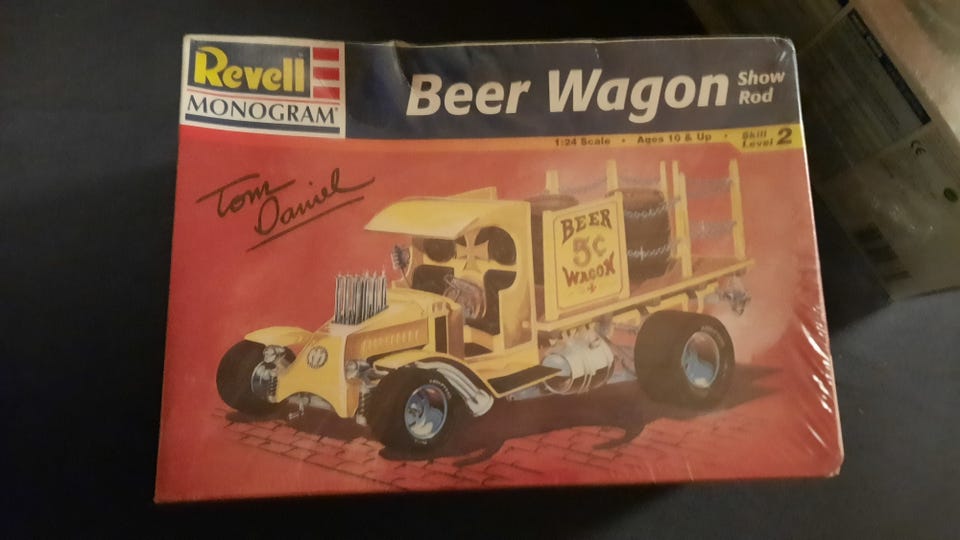 Revell
MONOGRAM®
Beer Wagon
Show
Rod
1:24 Scale • Ages 10 & Up •
Skill
Level 2
Tom
Daniel
BEER
5¢
WAGON